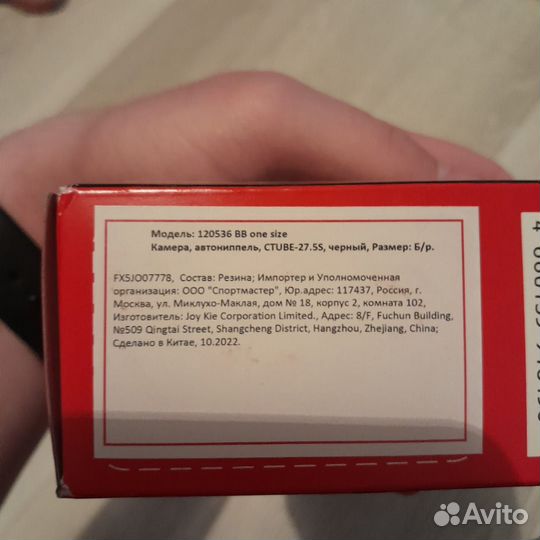 Модель: 120536 BB one size
Камера, автониппель, CTUBE-27.5S, черный, Размер: Б/р.
FX5JO07778, Состав: Резина; Импортер и Уполномоченная
организация: ООО "Спортмастер", Юр.адрес: 117437, Россия, г.
Москва, ул. Миклухо-Маклая, дом № 18, корпус 2, комната 102,
Изготовитель: Joy Kie Corporation Limited., Адрес: 8/F, Fuchun Building,
№509 Qingtai Street, Shangcheng District, Hangzhou, Zhejiang, China;
Сделано в Китае, 10.2022.
Avito